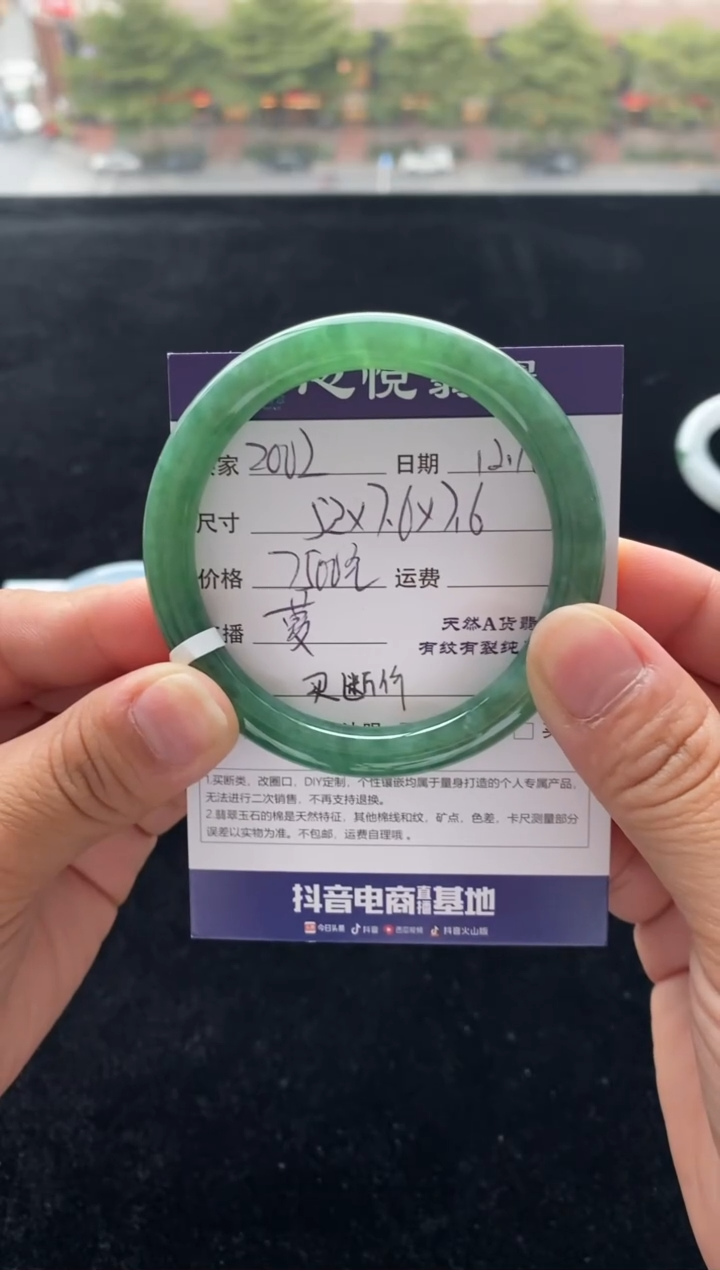 心悦翡翠
家 2002 日期 12.1
尺寸 52x7.6x7.6
价格 7500元 运费
播 蔓
天然A货翡
有纹有裂纯
买断价
1.买断类，改圈口，DIY定制，个性镶嵌均属于量身打造的个人专属产品，
无法进行二次销售，不再支持退换。
2.翡翠玉石的棉是天然特征，其他棉线和纹，矿点，色差，卡尺测量部分
误差以实物为准。不包邮，运费自理哦。
抖音电商直播基地
今日头条 抖音 西瓜视频 抖音火山版